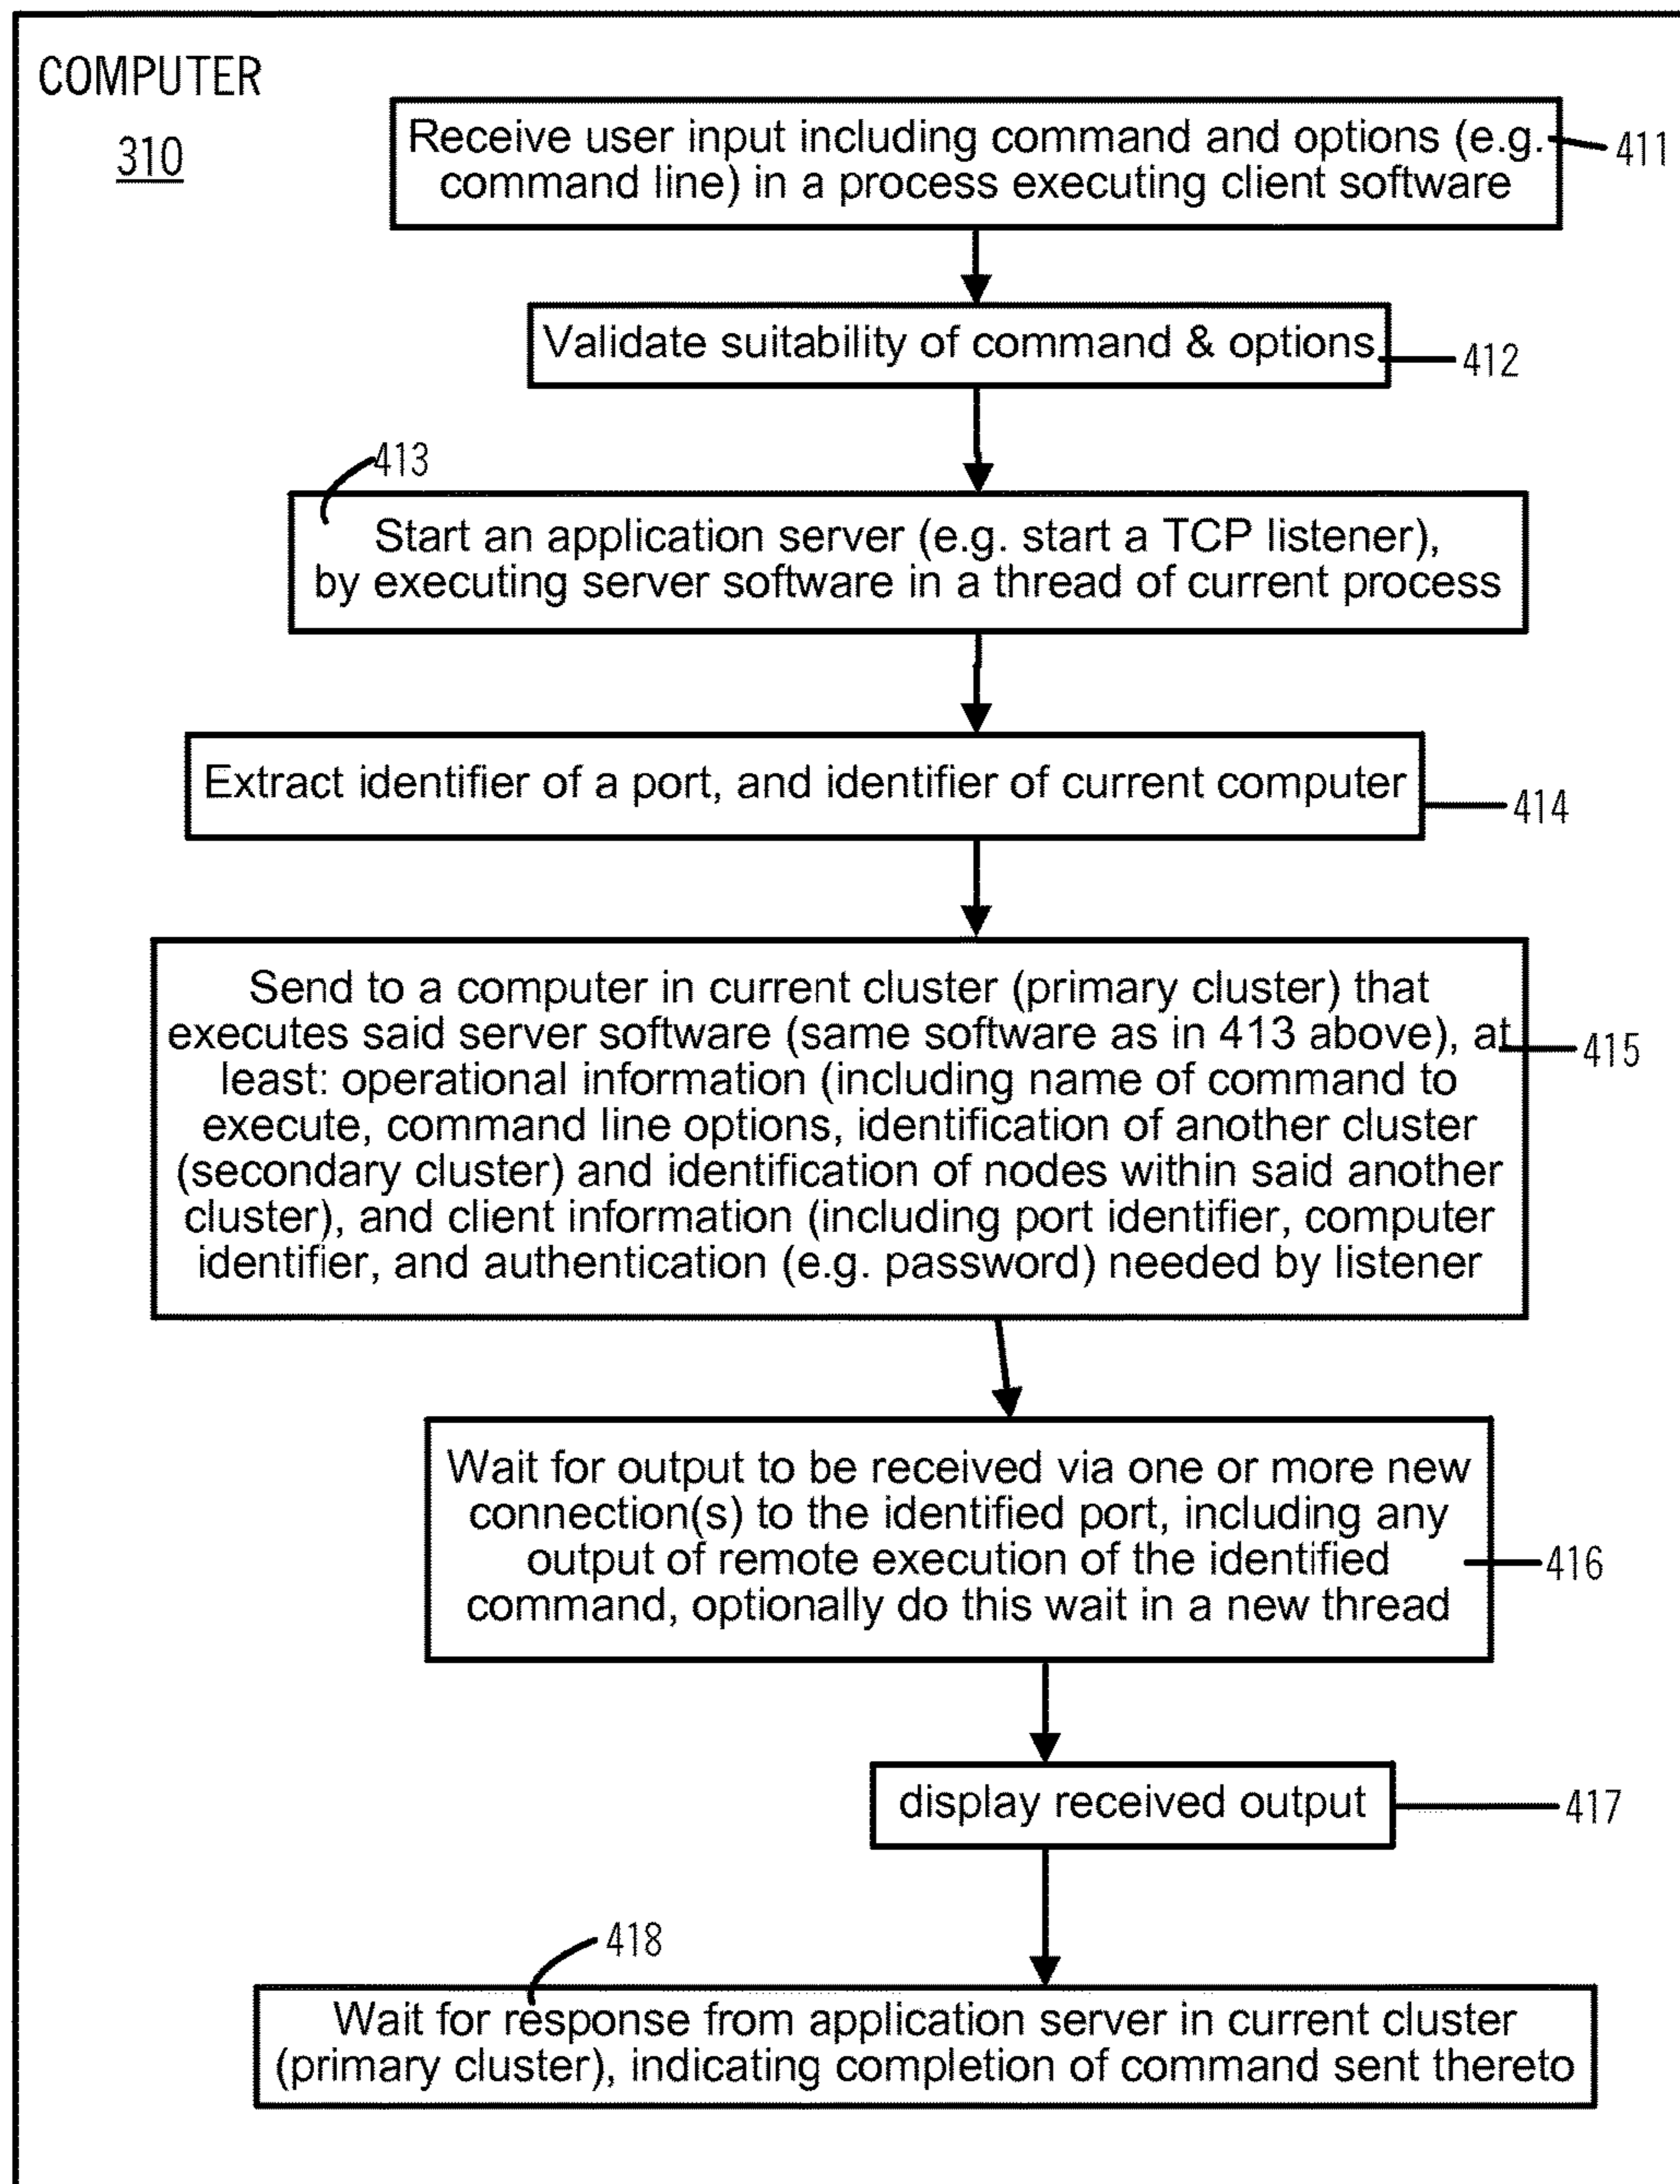 COMPUTER
310
Receive user input including command and options (e.g.
command line) in a process executing client software
411
Validate suitability of command & options
412
413
Start an application server (e.g. start a TCP listener),
by executing server software in a thread of current process
Extract identifier of a port, and identifier of current computer
414
Send to a computer in current cluster (primary cluster) that
executes said server software (same software as in 413 above), at
least: operational information (including name of command to
execute, command line options, identification of another cluster
(secondary cluster) and identification of nodes within said another
cluster), and client information (including port identifier, computer
identifier, and authentication (e.g. password) needed by listener
415
Wait for output to be received via one or more new
connection(s) to the identified port, including any
output of remote execution of the identified
command, optionally do this wait in a new thread
416
display received output
417
418
Wait for response from application server in current cluster
(primary cluster), indicating completion of command sent thereto